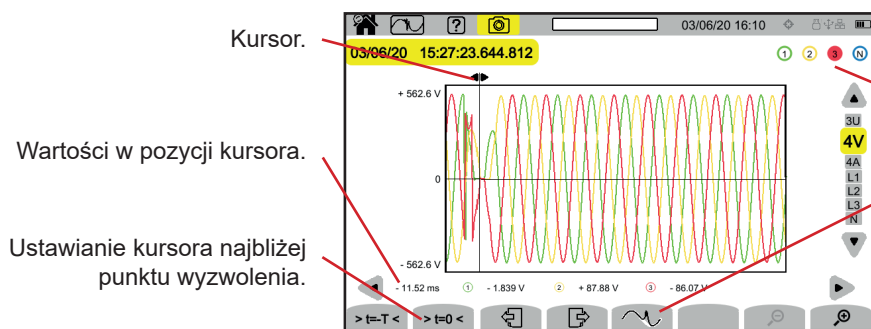 ?
03/06/20 16:10
Kursor.
03/06/20 15:27:23.644.812
1 2 3 N
+ 562.6 V
3U
4V
Wartości w pozycji kursora.
4A
0
L1
L2
L3
N
Ustawianie kursora najbliżej
punktu wyzwolenia.
- 562.6 V
- 11.52 ms 1 - 1.839 V 2 + 87.88 V 3 - 86.07 V
> t=-T < > t=0 <